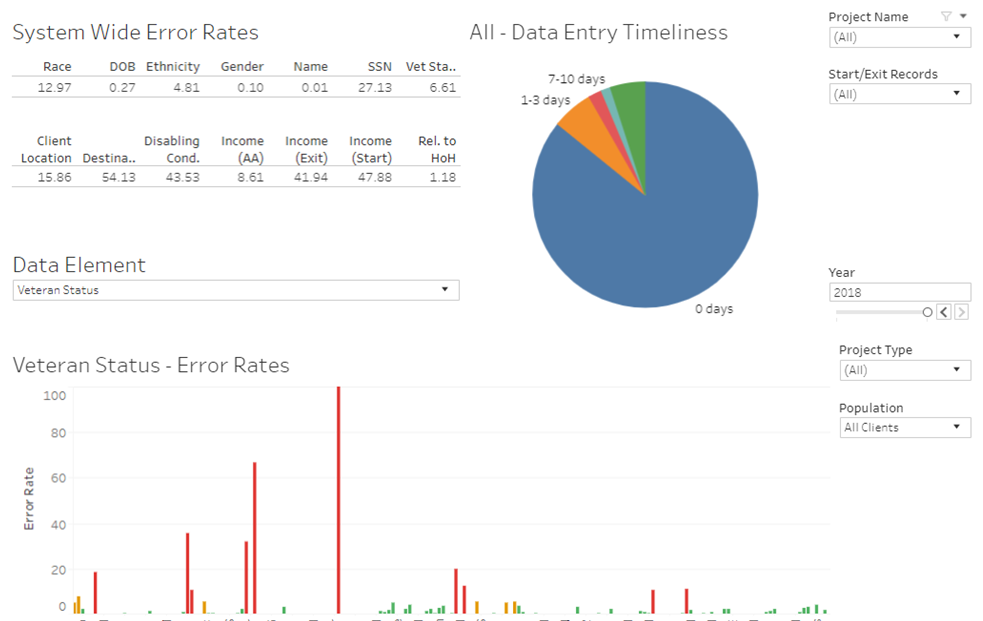 System Wide Error Rates
Race DOB Ethnicity Gender Name SSN Vet Sta..
12.97 0.27 4.81 0.10 0.01 27.13 6.61
Client Disabling Income Income Income Rel. to
Location Destina.. Cond. (AA) (Exit) (Start) HoH
15.86 54.13 43.53 8.61 41.94 47.88 1.18
All - Data Entry Timeliness
7-10 days
1-3 days
0 days
Project Name
(All)
Start/Exit Records
(All)
Data Element
Veteran Status
Year
2018
Project Type
(All)
Population
All Clients
Veteran Status - Error Rates
Error Rate
100
80
60
40
20
0